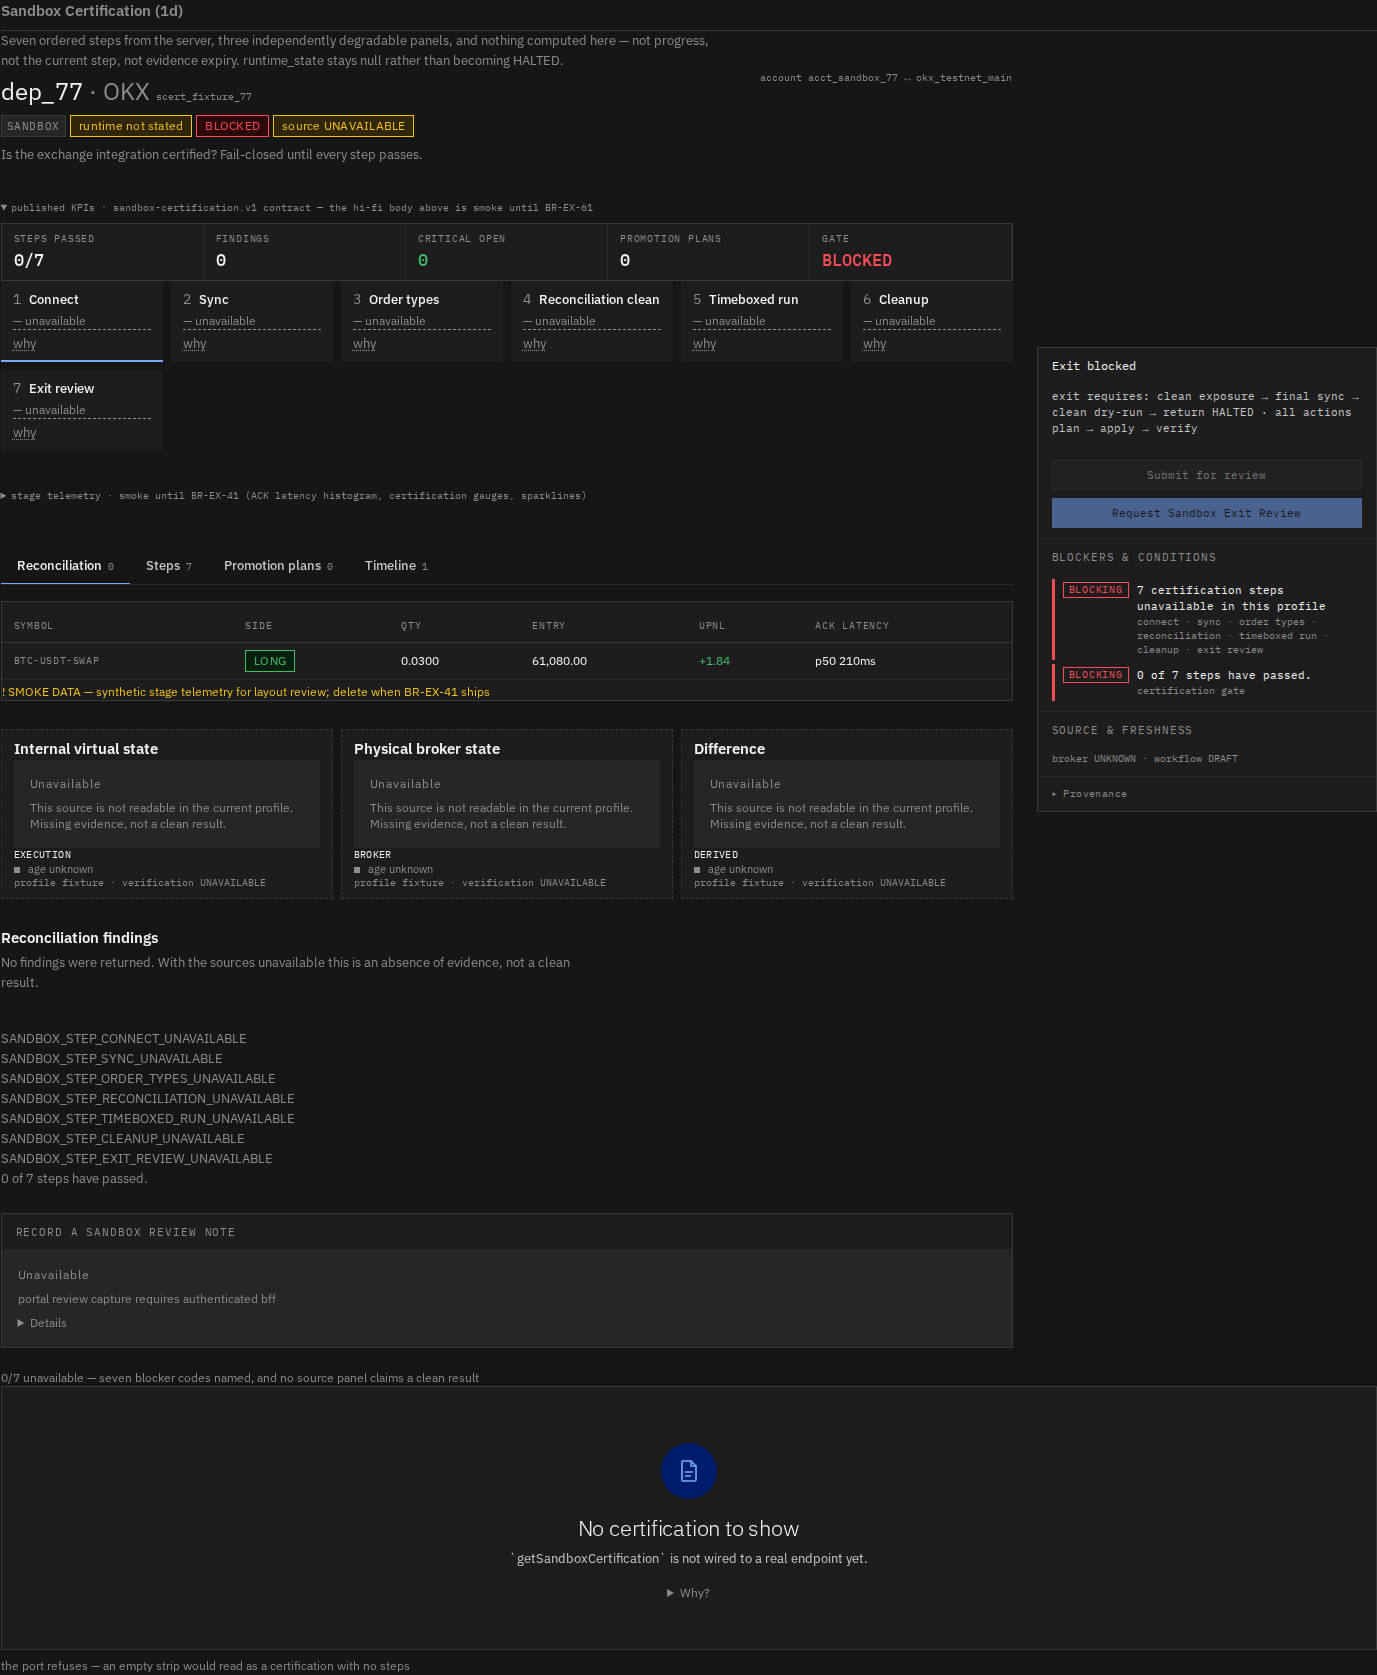 Sandbox Certification (1d)
Seven ordered steps from the server, three independently degradable panels, and nothing computed here — not progress,
not the current step, not evidence expiry. runtime_state stays null rather than becoming HALTED.
account acct_sandbox_77 ↔ okx_testnet_main
dep_77 · OKX scert_fixture_77
SANDBOX runtime not stated BLOCKED source UNAVAILABLE
Is the exchange integration certified? Fail-closed until every step passes.
▼ published KPIs · sandbox-certification.v1 contract — the hi-fi body above is smoke until BR-EX-61
STEPS PASSED FINDINGS CRITICAL OPEN PROMOTION PLANS GATE
0/7 0 0 0 BLOCKED
1 Connect 2 Sync 3 Order types 4 Reconciliation clean 5 Timeboxed run 6 Cleanup
— unavailable — unavailable — unavailable — unavailable — unavailable — unavailable
why why why why why why
7 Exit review
— unavailable
why
▶ stage telemetry · smoke until BR-EX-41 (ACK latency histogram, certification gauges, sparklines)
Reconciliation 0 Steps 7 Promotion plans 0 Timeline 1
SYMBOL SIDE QTY ENTRY UPNL ACK LATENCY
BTC-USDT-SWAP LONG 0.0300 61,080.00 +1.84 p50 210ms
! SMOKE DATA — synthetic stage telemetry for layout review; delete when BR-EX-41 ships
Internal virtual state
Unavailable
This source is not readable in the current profile.
Missing evidence, not a clean result.
EXECUTION
age unknown
profile fixture · verification UNAVAILABLE
Physical broker state
Unavailable
This source is not readable in the current profile.
Missing evidence, not a clean result.
BROKER
age unknown
profile fixture · verification UNAVAILABLE
Difference
Unavailable
This source is not readable in the current profile.
Missing evidence, not a clean result.
DERIVED
age unknown
profile fixture · verification UNAVAILABLE
Reconciliation findings
No findings were returned. With the sources unavailable this is an absence of evidence, not a clean
result.
SANDBOX_STEP_CONNECT_UNAVAILABLE
SANDBOX_STEP_SYNC_UNAVAILABLE
SANDBOX_STEP_ORDER_TYPES_UNAVAILABLE
SANDBOX_STEP_RECONCILIATION_UNAVAILABLE
SANDBOX_STEP_TIMEBOXED_RUN_UNAVAILABLE
SANDBOX_STEP_CLEANUP_UNAVAILABLE
SANDBOX_STEP_EXIT_REVIEW_UNAVAILABLE
0 of 7 steps have passed.
RECORD A SANDBOX REVIEW NOTE
Unavailable
portal review capture requires authenticated bff
▶ Details
Exit blocked
exit requires: clean exposure → final sync →
clean dry-run → return HALTED · all actions
plan → apply → verify
Submit for review
Request Sandbox Exit Review
BLOCKERS & CONDITIONS
BLOCKING 7 certification steps
unavailable in this profile
connect · sync · order types ·
reconciliation · timeboxed run ·
cleanup · exit review
BLOCKING 0 of 7 steps have passed.
certification gate
SOURCE & FRESHNESS
broker UNKNOWN · workflow DRAFT
▸ Provenance
0/7 unavailable — seven blocker codes named, and no source panel claims a clean result
No certification to show
`getSandboxCertification` is not wired to a real endpoint yet.
▶ Why?
the port refuses — an empty strip would read as a certification with no steps